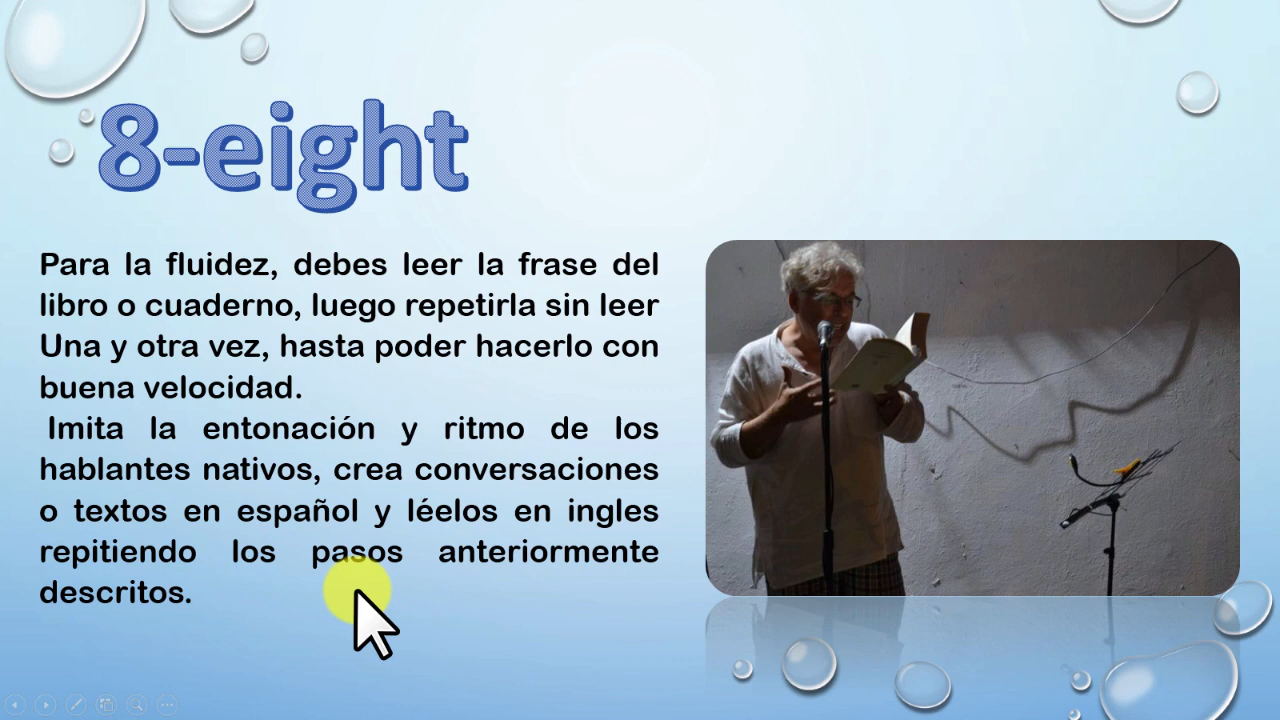 8-eight
Para la fluidez, debes leer la frase del
libro o cuaderno, luego repetirla sin leer
Una y otra vez, hasta poder hacerlo con
buena velocidad.
Imita la entonación y ritmo de los
hablantes nativos, crea conversaciones
o textos en español y léelos en ingles
repitiendo los pasos anteriormente
descritos.